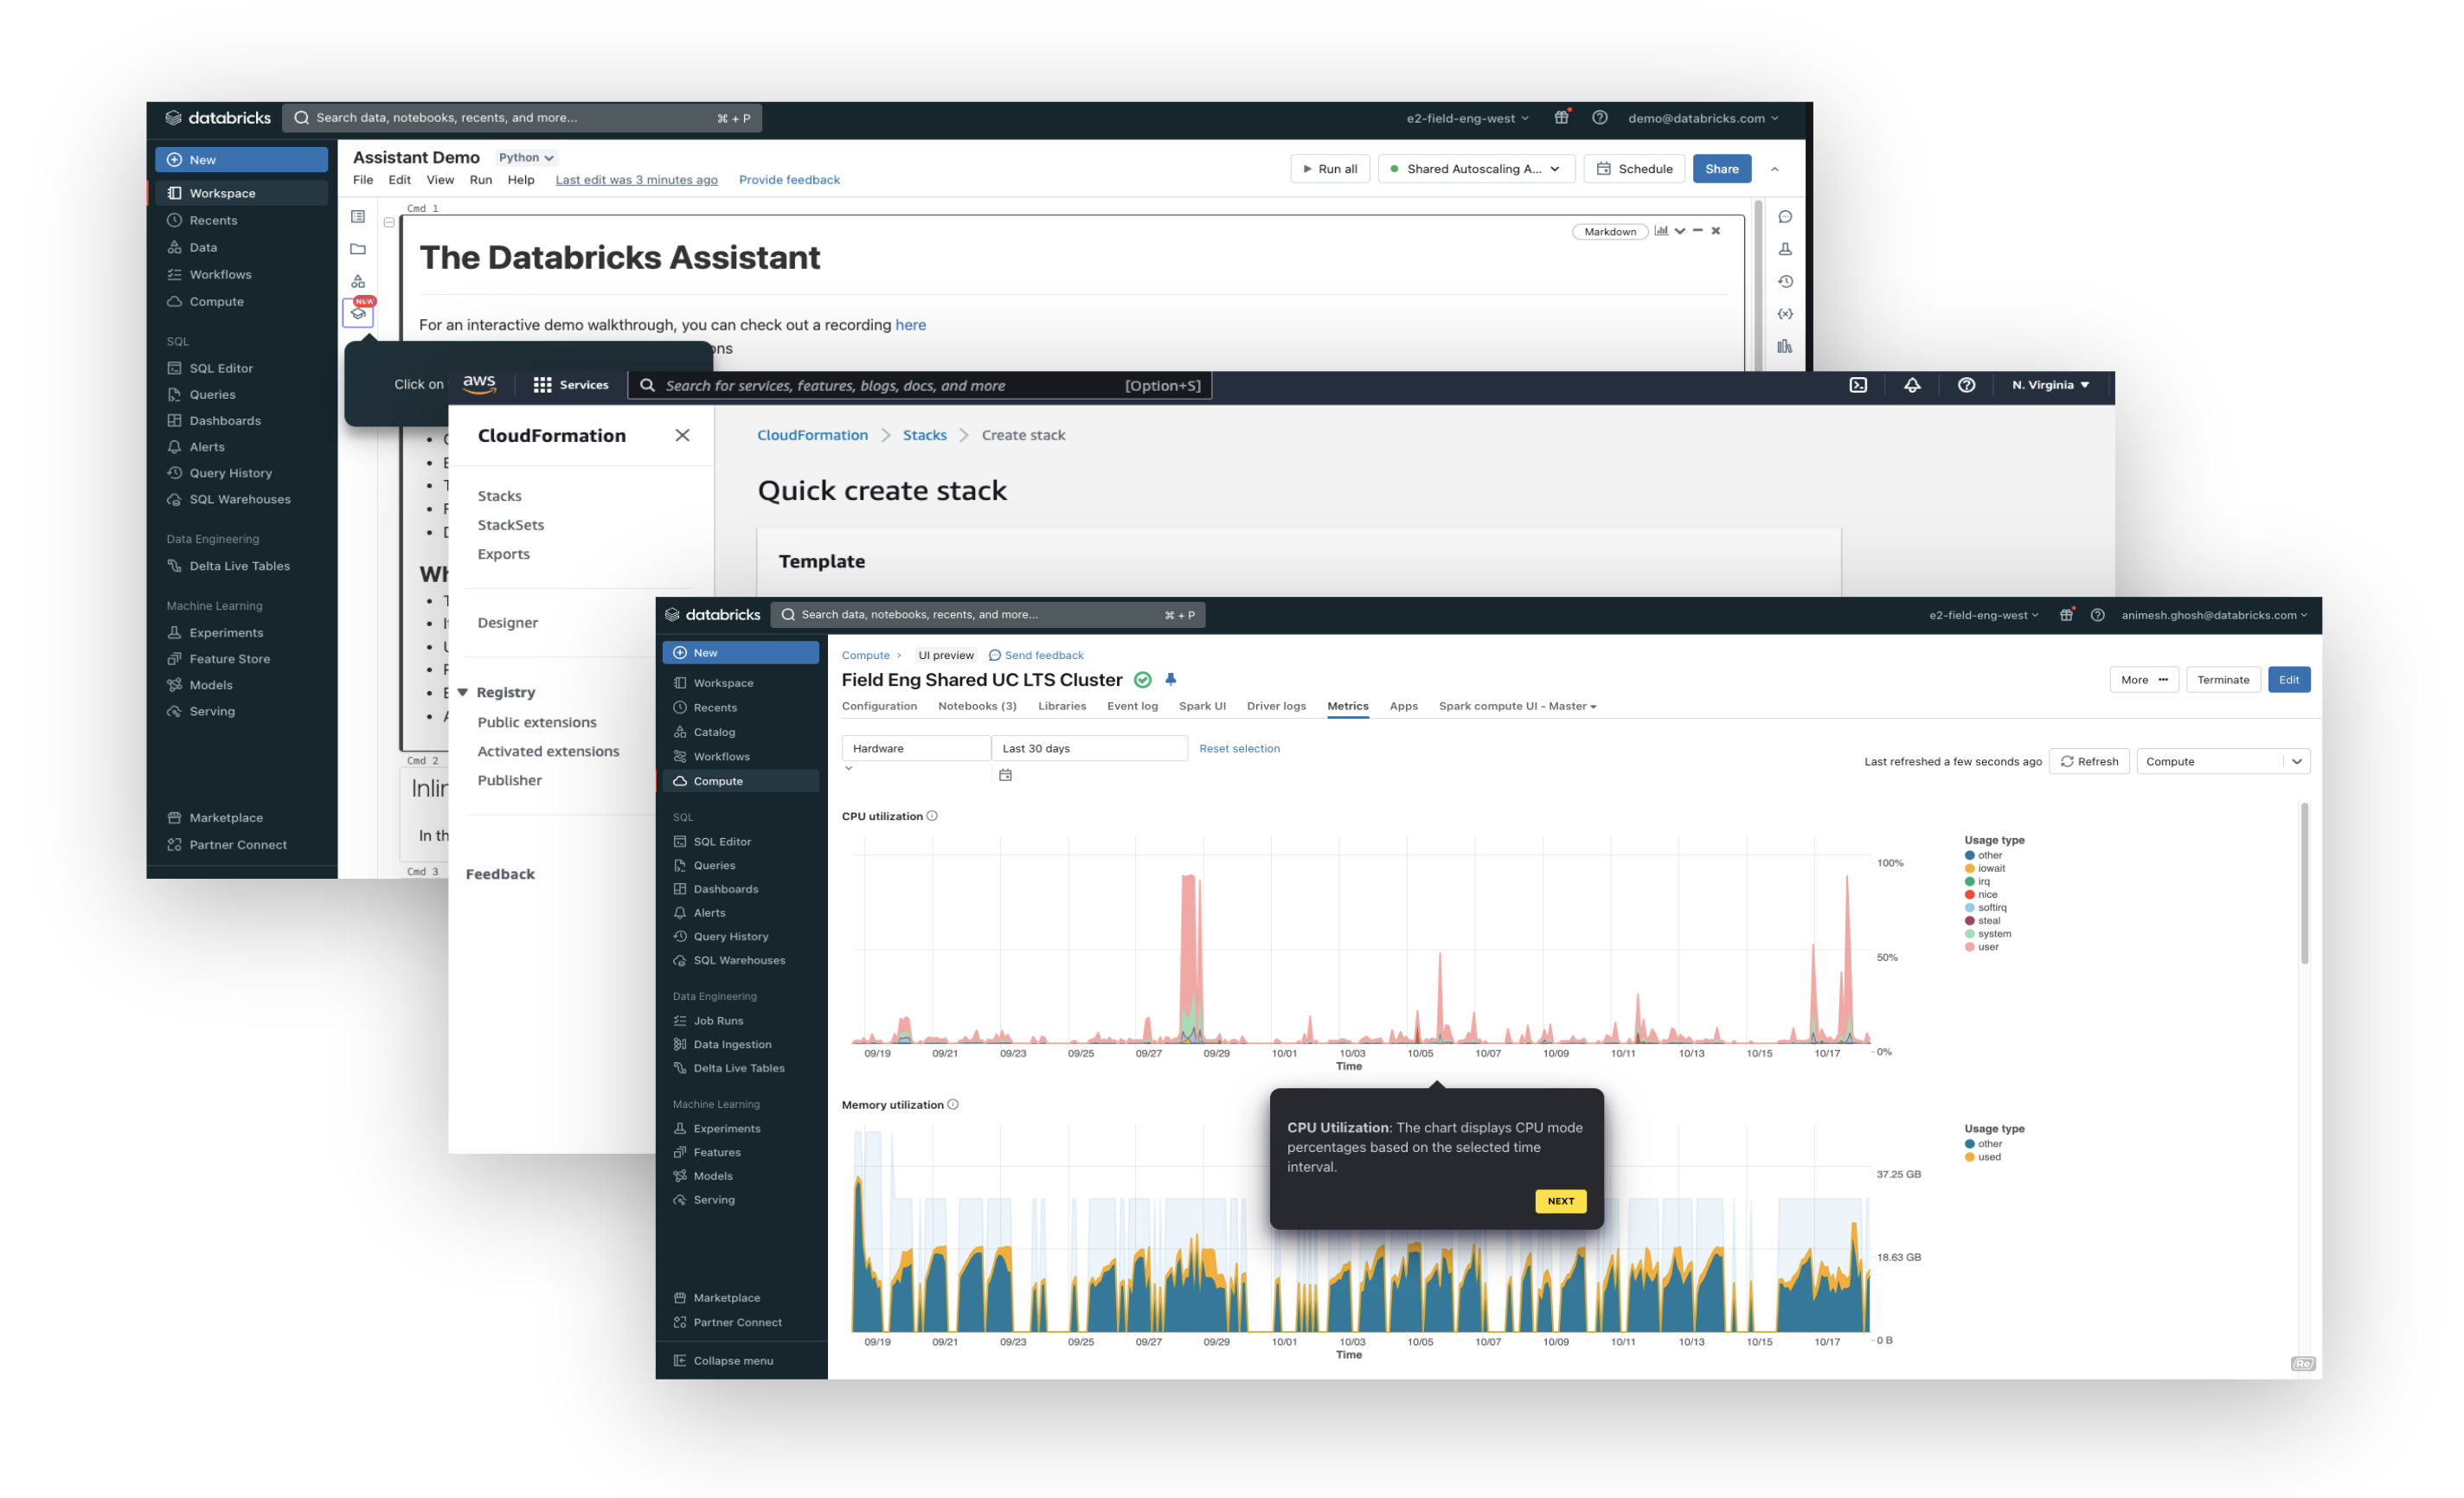 databricks
Search data, notebooks, recents, and more... ⌘ + P
e2-field-eng-west
demo@databricks.com
New
Workspace
Recents
Data
Workflows
Compute
SQL
SQL Editor
Queries
Dashboards
Alerts
Query History
SQL Warehouses
Data Engineering
Delta Live Tables
Machine Learning
Experiments
Feature Store
Models
Serving
Marketplace
Partner Connect
Assistant Demo Python
File Edit View Run Help Last edit was 3 minutes ago Provide feedback
Run all Shared Autoscaling A... Schedule Share
NEW
Cmd 1
Markdown
The Databricks Assistant
For an interactive demo walkthrough, you can check out a recording here
Click on
Cmd 2
In th
Cmd 3
aws Services Search for services, features, blogs, docs, and more [Option+S] N. Virginia
CloudFormation
Stacks
StackSets
Exports
Designer
Registry
Public extensions
Activated extensions
Publisher
Feedback
CloudFormation > Stacks > Create stack
Quick create stack
Template
databricks
Search data, notebooks, recents, and more... ⌘ + P
e2-field-eng-west
animesh.ghosh@databricks.com
New
Workspace
Recents
Catalog
Workflows
Compute
SQL
SQL Editor
Queries
Dashboards
Alerts
Query History
SQL Warehouses
Data Engineering
Job Runs
Data Ingestion
Delta Live Tables
Machine Learning
Experiments
Features
Models
Serving
Marketplace
Partner Connect
Collapse menu
Compute > UI preview Send feedback
Field Eng Shared UC LTS Cluster
More ••• Terminate Edit
Configuration Notebooks (3) Libraries Event log Spark UI Driver logs Metrics Apps Spark compute UI - Master
Hardware Last 30 days Reset selection
Last refreshed a few seconds ago Refresh Compute
CPU utilization
100%
50%
0%
09/19 09/21 09/23 09/25 09/27 09/29 10/01 10/03 10/05 10/07 10/09 10/11 10/13 10/15 10/17
Time
Usage type
other
iowait
irq
nice
softirq
steal
system
user
Memory utilization
CPU Utilization: The chart displays CPU mode
percentages based on the selected time
interval.
NEXT
Usage type
other
used
37.25 GB
18.63 GB
0 B
09/19 09/21 09/23 09/25 09/27 09/29 10/01 10/03 10/05 10/07 10/09 10/11 10/13 10/15 10/17
Time